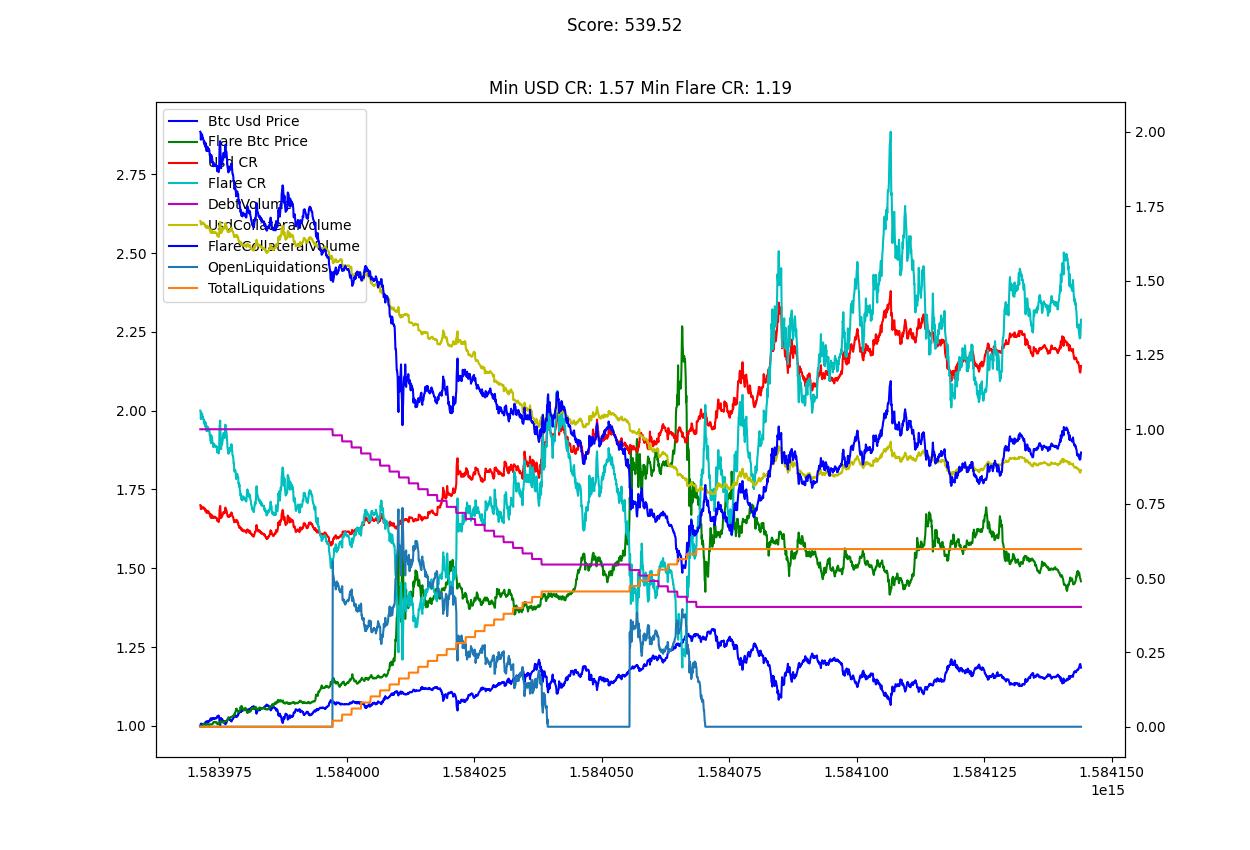 Score: 539.52
Min USD CR: 1.57 Min Flare CR: 1.19
Btc Usd Price
Flare Btc Price
Usd CR
Flare CR
DebtVolume
UsdCollateralVolume
FlareCollateralVolume
OpenLiquidations
TotalLiquidations
2.75
2.50
2.25
2.00
1.75
1.50
1.25
1.00
2.00
1.75
1.50
1.25
1.00
0.75
0.50
0.25
0.00
1.583975
1.584000
1.584025
1.584050
1.584075
1.584100
1.584125
1.584150
1e15